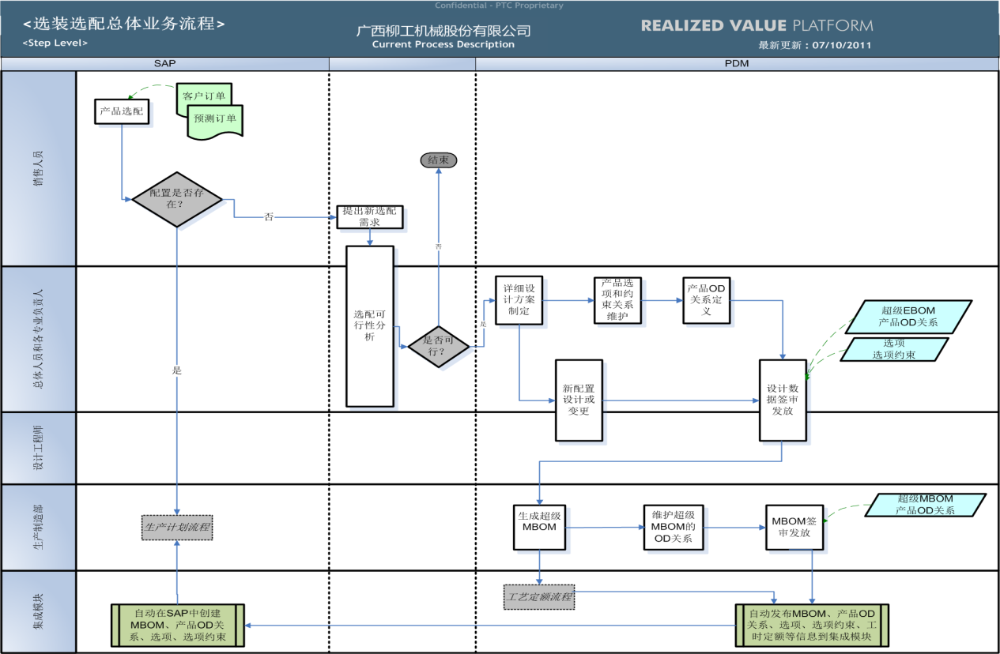 Confidential - PTC Proprietary
<选装选配总体业务流程>
<Step Level>
广西柳工机械股份有限公司
Current Process Description
REALIZED VALUE PLATFORM
最新更新：07/10/2011
SAP
PDM
销售人员
产品选配
客户订单
预测订单
结束
配置是否存
在？
否
提出新选配
需求
否
总体人员和各专业负责人
选配可
行性分
析
是否可
行？
是
详细设
计方案
制定
产品选
项和约
束关系
维护
产品OD
关系定
义
超级EBOM
产品OD关系
选项
选项约束
是
新配置
设计或
变更
设计数
据签审
发放
设计工程师
生产制造部
生产计划流程
生成超级
MBOM
维护超级
MBOM的
OD关系
MBOM签
审发放
超级MBOM
产品OD关系
集成模块
工艺定额流程
自动在SAP中创建
MBOM、产品OD关
系、选项、选项约束
自动发布MBOM、产品OD
关系、选项、选项约束、工
时定额等信息到集成模块